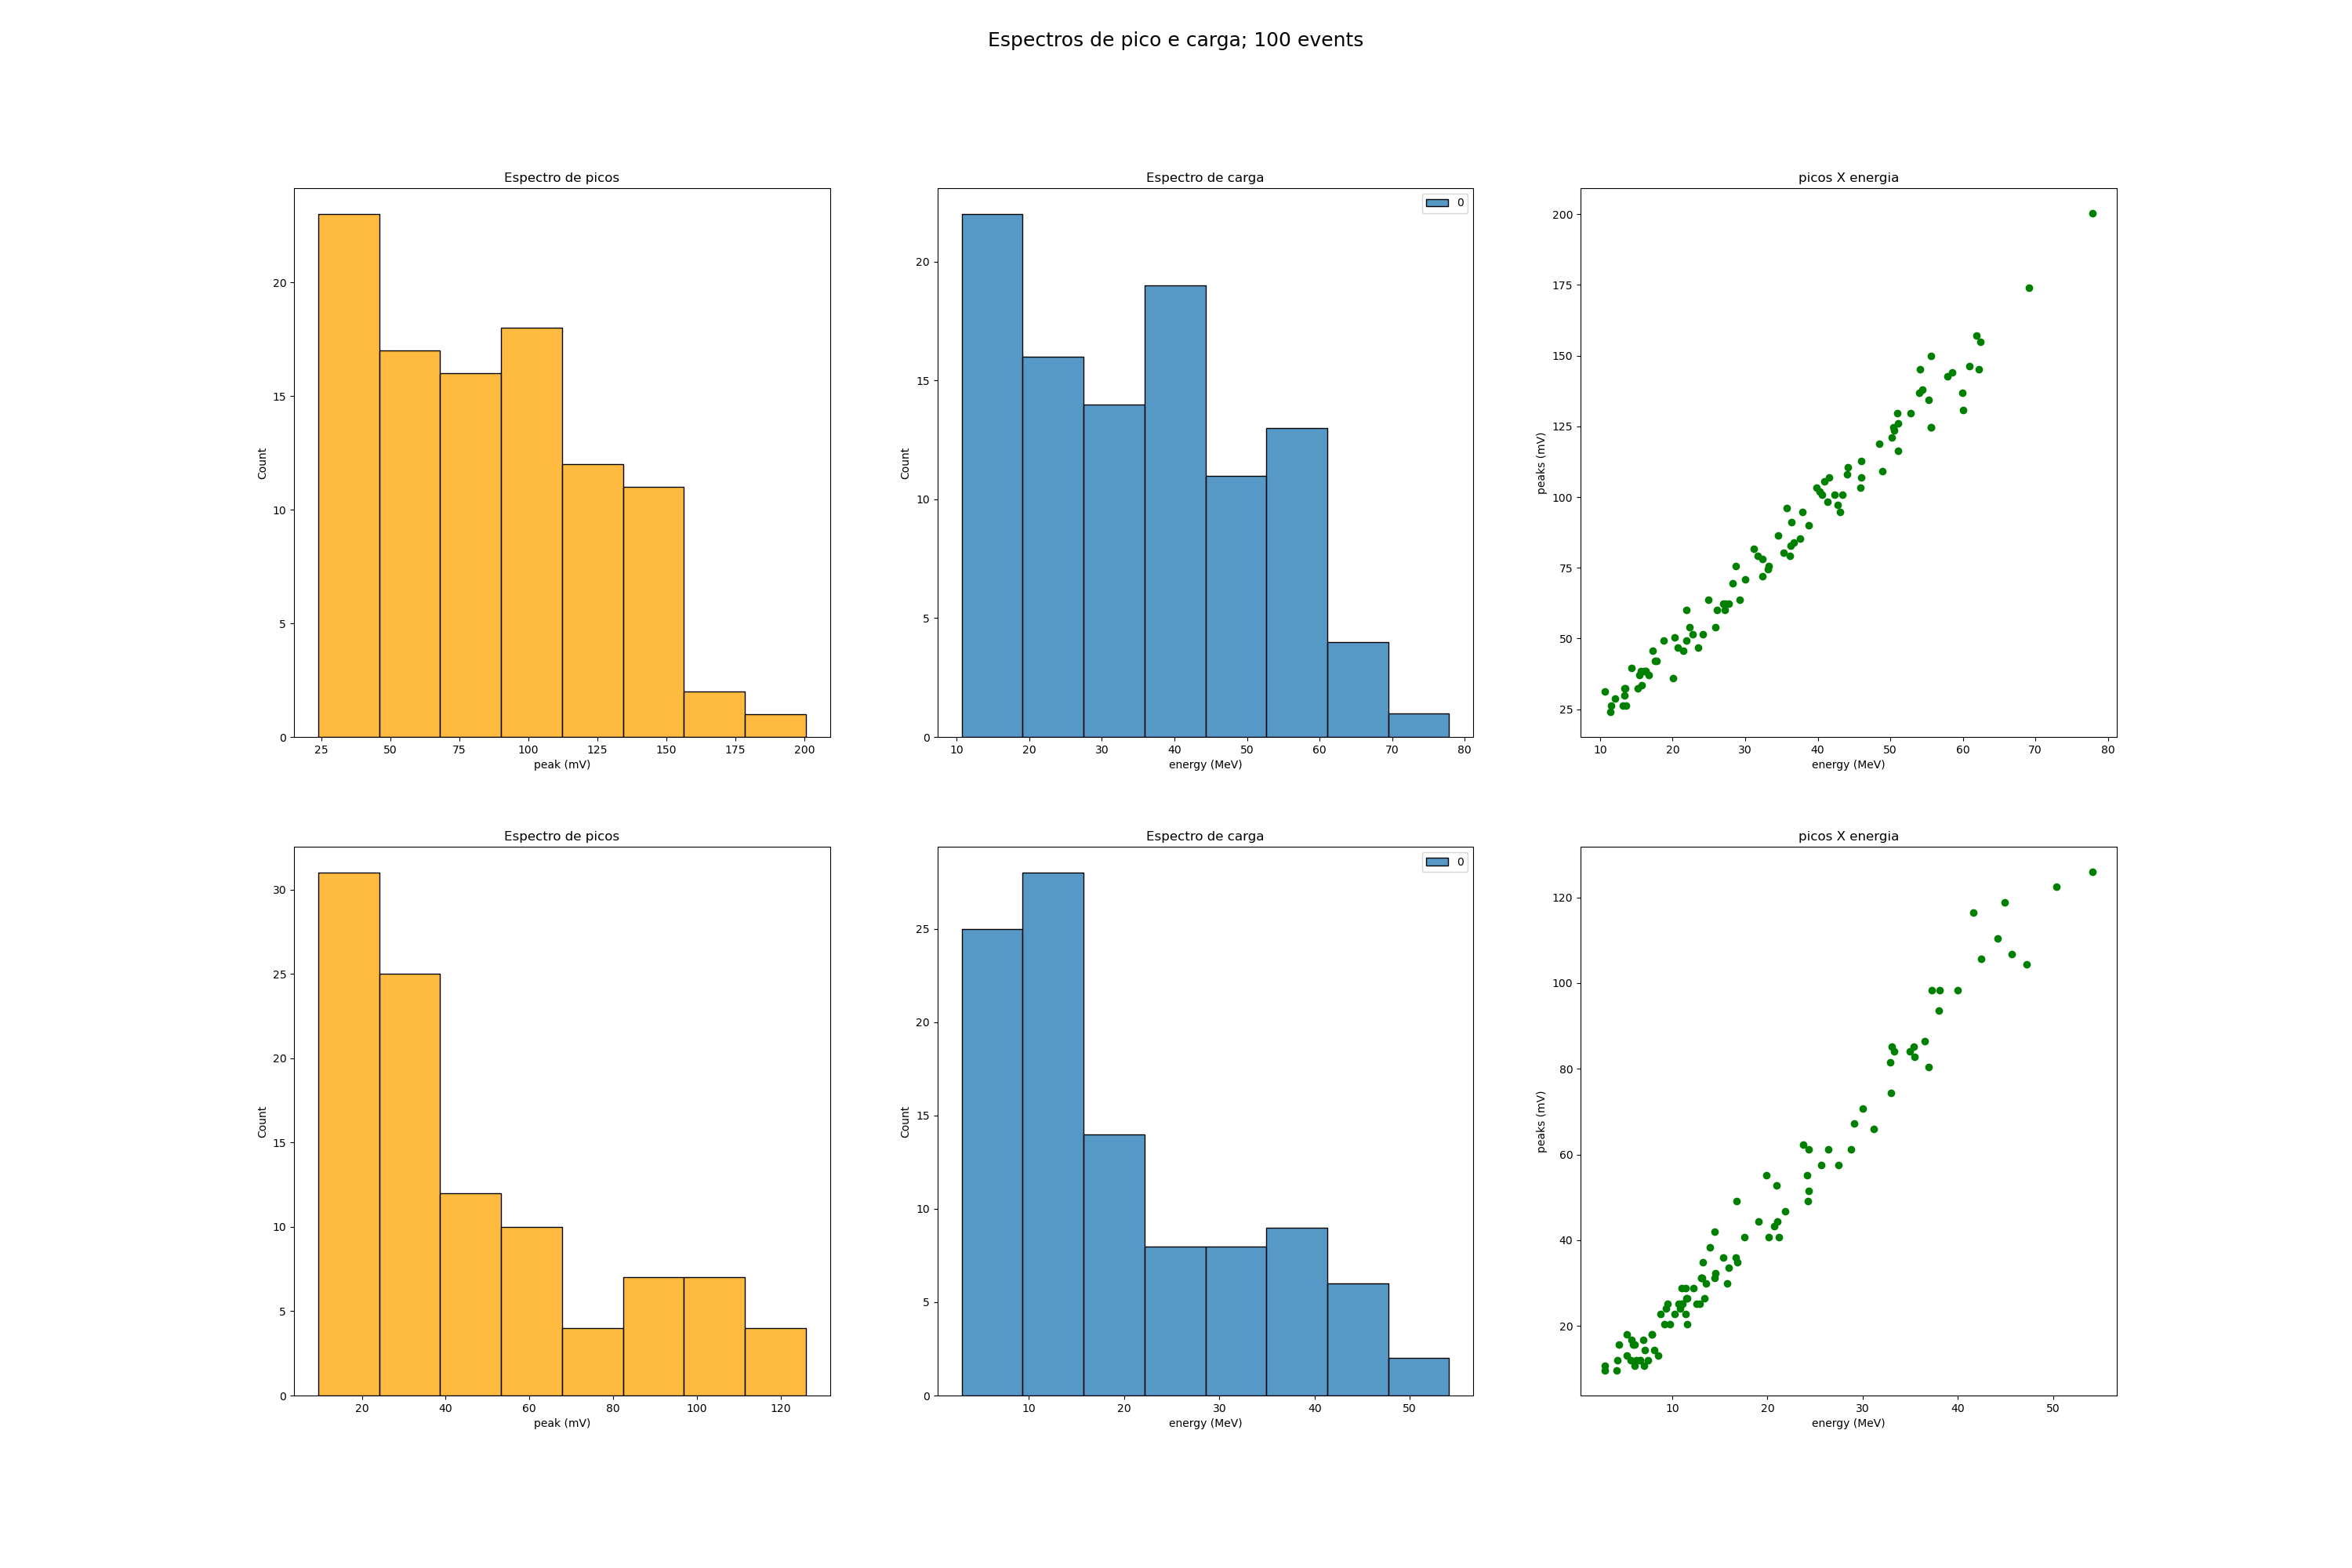 Espectros de pico e carga; 100 events
Espectro de picos
Count
20
15
10
5
0
25 50 75 100 125 150 175 200
peak (mV)
Espectro de carga
0
Count
20
15
10
5
0
10 20 30 40 50 60 70 80
energy (MeV)
picos X energia
peaks (mV)
200
175
150
125
100
75
50
25
10 20 30 40 50 60 70 80
energy (MeV)
Espectro de picos
Count
30
25
20
15
10
5
0
20 40 60 80 100 120
peak (mV)
Espectro de carga
0
Count
25
20
15
10
5
0
10 20 30 40 50
energy (MeV)
picos X energia
peaks (mV)
120
100
80
60
40
20
10 20 30 40 50
energy (MeV)